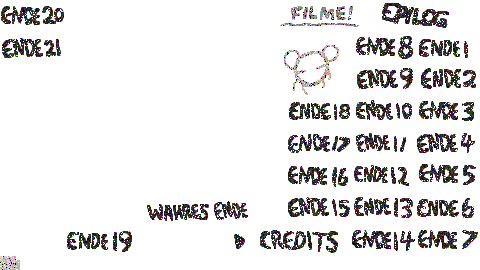 ENDE 20 FILME! EPILOG
ENDE 21 ENDE 8 ENDE 1
ENDE 9 ENDE 2
ENDE 18 ENDE 10 ENDE 3
ENDE 17 ENDE 11 ENDE 4
ENDE 16 ENDE 12 ENDE 5
WAHRES ENDE ENDE 15 ENDE 13 ENDE 6
ENDE 19 CREDITS ENDE 14 ENDE 7